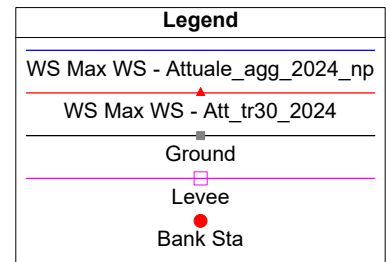 Legend
WS Max WS - Attuale_agg_2024_np
WS Max WS - Att_tr30_2024
Ground
Levee
Bank Sta